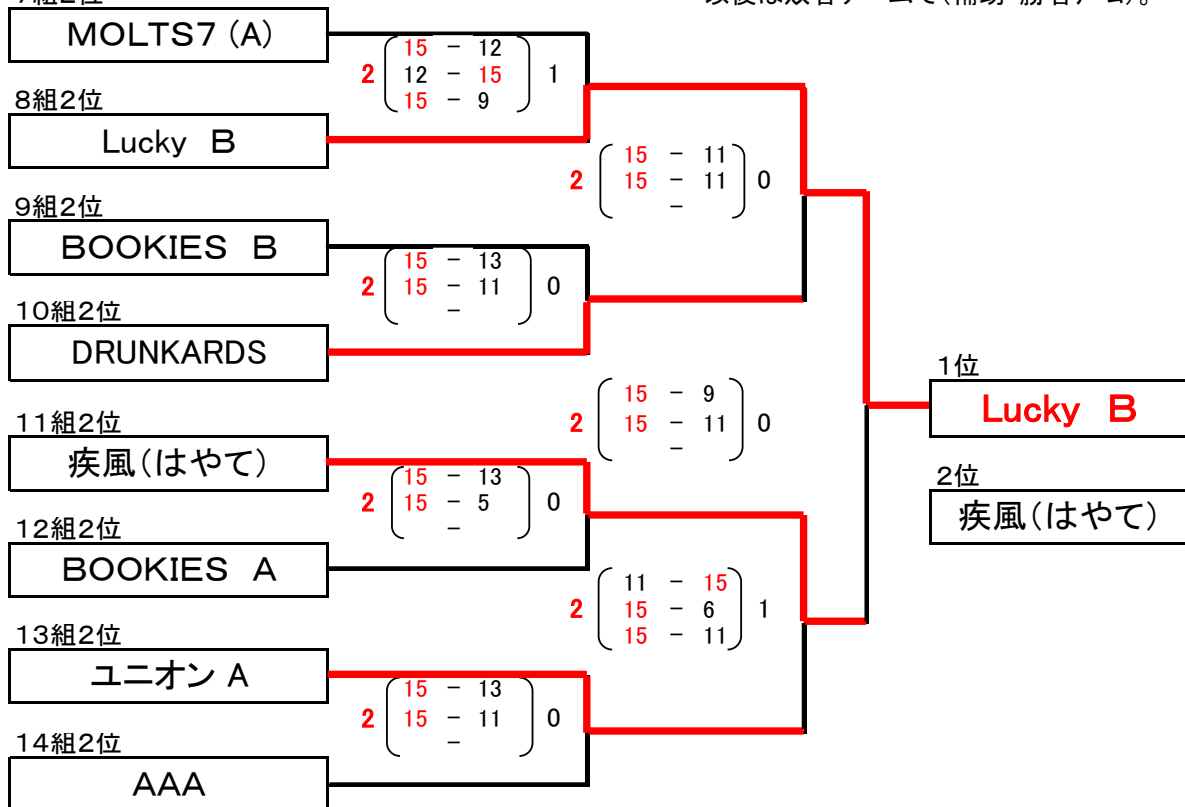 MOLTS7 (A)
15 - 12
2 12 - 15 1
15 - 9
8組2位
Lucky B
15 - 11
2 15 - 11 0
-
9組2位
BOOKIES B
15 - 13
2 15 - 11 0
-
10組2位
DRUNKARDS
15 - 9
2 15 - 11 0
-
1位
Lucky B
11組2位
疾風(はやて)
15 - 13
2 15 - 5 0
-
2位
疾風(はやて)
12組2位
BOOKIES A
11 - 15
2 15 - 6 1
15 - 11
13組2位
ユニオン A
15 - 13
2 15 - 11 0
-
14組2位
AAA